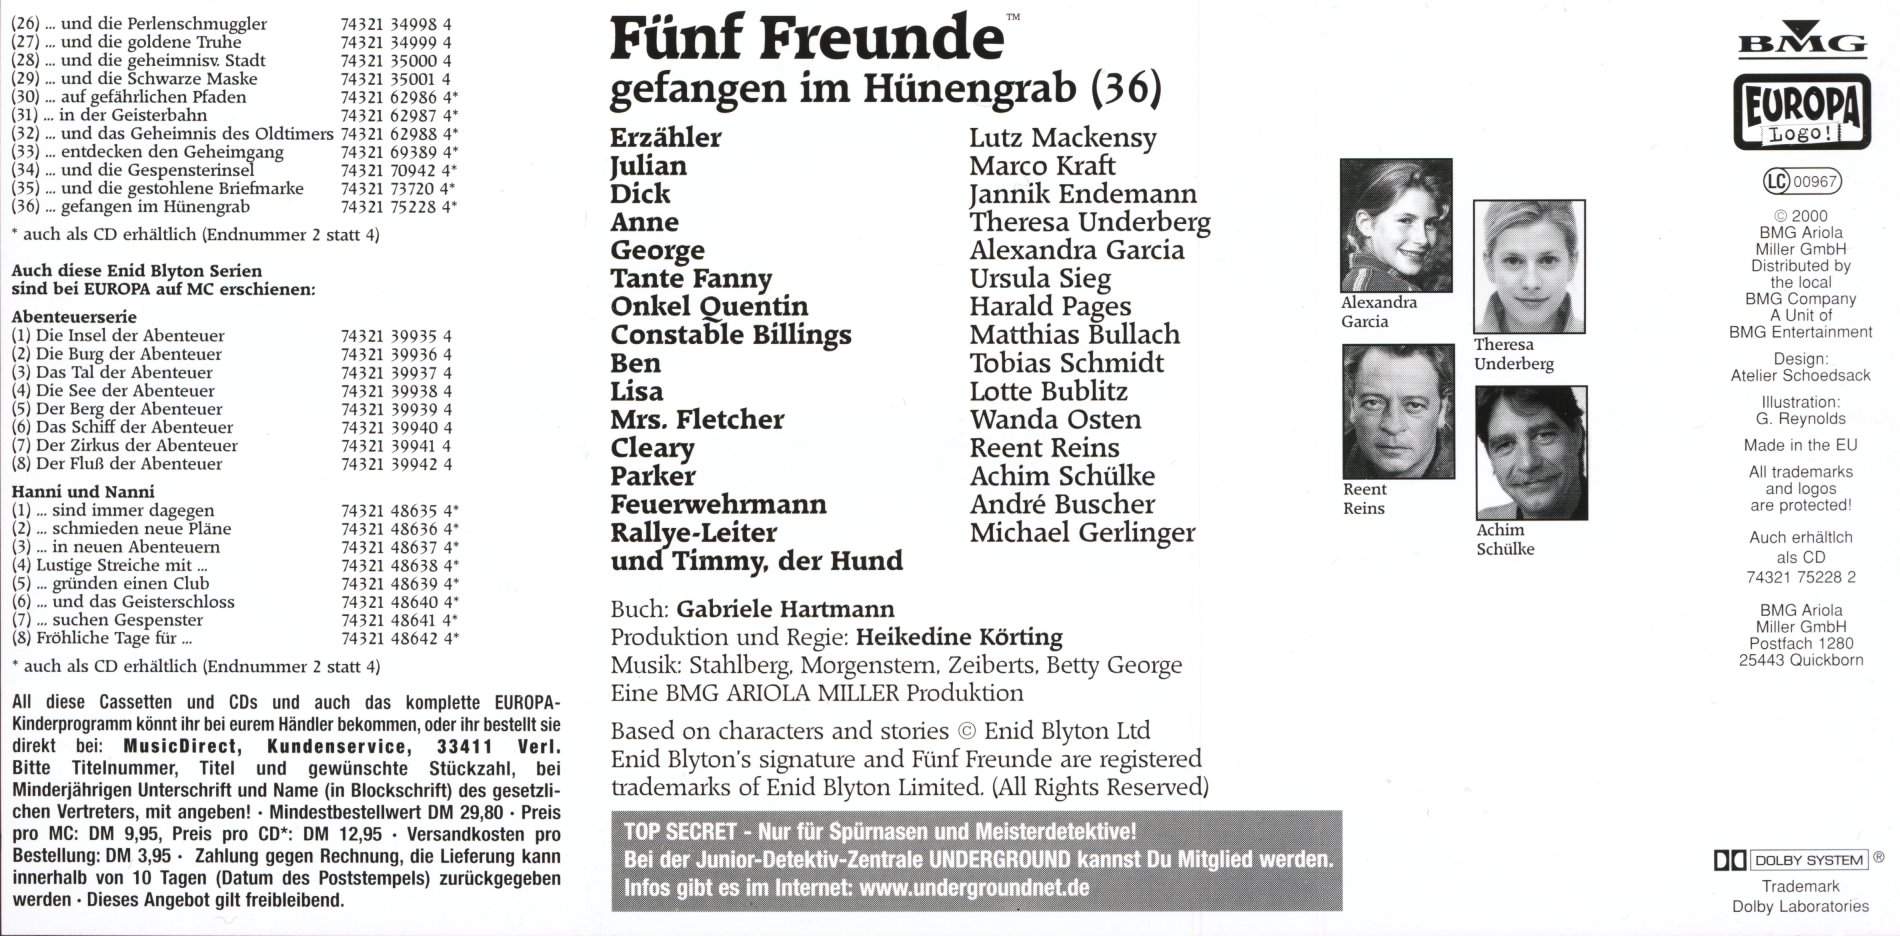 (26) ... und die Perlenschmuggler 74321 34998 4
(27) ... und die goldene Truhe 74321 34999 4
(28) ... und die geheimnisv. Stadt 74321 35000 4
(29) ... und die Schwarze Maske 74321 35001 4
(30) ... auf gefährlichen Pfaden 74321 62986 4*
(31) ... in der Geisterbahn 74321 62987 4*
(32) ... und das Geheimnis des Oldtimers 74321 62988 4*
(33) ... entdecken den Geheimgang 74321 69389 4*
(34) ... und die Gespensterinsel 74321 70942 4*
(35) ... und die gestohlene Briefmarke 74321 73720 4*
(36) ... gefangen im Hünengrab 74321 75228 4*
* auch als CD erhältlich (Endnummer 2 statt 4)
Auch diese Enid Blyton Serien
sind bei EUROPA auf MC erschienen:
Abenteuerserie
(1) Die Insel der Abenteuer 74321 39935 4
(2) Die Burg der Abenteuer 74321 39936 4
(3) Das Tal der Abenteuer 74321 39937 4
(4) Die See der Abenteuer 74321 39938 4
(5) Der Berg der Abenteuer 74321 39939 4
(6) Das Schiff der Abenteuer 74321 39940 4
(7) Der Zirkus der Abenteuer 74321 39941 4
(8) Der Fluß der Abenteuer 74321 39942 4
Hanni und Nanni
(1) ... sind immer dagegen 74321 48635 4*
(2) ... schmieden neue Pläne 74321 48636 4*
(3) ... in neuen Abenteuern 74321 48637 4*
(4) Lustige Streiche mit ... 74321 48638 4*
(5) ... gründen einen Club 74321 48639 4*
(6) ... und das Geisterschloss 74321 48640 4*
(7) ... suchen Gespenster 74321 48641 4*
(8) Fröhliche Tage für ... 74321 48642 4*
* auch als CD erhältlich (Endnummer 2 statt 4)
All diese Cassetten und CDs und auch das komplette EUROPA-
Kinderprogramm könnt ihr bei eurem Händler bekommen, oder ihr bestellt sie
direkt bei: MusicDirect, Kundenservice, 33411 Verl.
Bitte Titelnummer, Titel und gewünschte Stückzahl, bei
Minderjährigen Unterschrift und Name (in Blockschrift) des gesetzli-
chen Vertreters, mit angeben! · Mindestbestellwert DM 29,80 · Preis
pro MC: DM 9,95, Preis pro CD*: DM 12,95 · Versandkosten pro
Bestellung: DM 3,95 · Zahlung gegen Rechnung, die Lieferung kann
innerhalb von 10 Tagen (Datum des Poststempels) zurückgegeben
werden · Dieses Angebot gilt freibleibend.
Fünf Freunde™
gefangen im Hünengrab (36)
Erzähler Lutz Mackensy
Julian Marco Kraft
Dick Jannik Endemann
Anne Theresa Underberg
George Alexandra Garcia
Tante Fanny Ursula Sieg
Onkel Quentin Harald Pages
Constable Billings Matthias Bullach
Ben Tobias Schmidt
Lisa Lotte Bublitz
Mrs. Fletcher Wanda Osten
Cleary Reent Reins
Parker Achim Schülke
Feuerwehrmann André Buscher
Rallye-Leiter Michael Gerlinger
und Timmy, der Hund
Buch: Gabriele Hartmann
Produktion und Regie: Heikedine Körting
Musik: Stahlberg, Morgenstern, Zeiberts, Betty George
Eine BMG ARIOLA MILLER Produktion
Based on characters and stories © Enid Blyton Ltd
Enid Blyton's signature and Fünf Freunde are registered
trademarks of Enid Blyton Limited. (All Rights Reserved)
TOP SECRET - Nur für Spürnasen und Meisterdetektive!
Bei der Junior-Detektiv-Zentrale UNDERGROUND kannst Du Mitglied werden.
Infos gibt es im Internet: www.undergroundnet.de
Alexandra
Garcia
Theresa
Underberg
Reent
Reins
Achim
Schülke
BMG
EUROPA
Logo!
LC 00967
© 2000
BMG Ariola
Miller GmbH
Distributed by
the local
BMG Company
A Unit of
BMG Entertainment
Design:
Atelier Schoedsack
Illustration:
G. Reynolds
Made in the EU
All trademarks
and logos
are protected!
Auch erhältlch
als CD
74321 75228 2
BMG Ariola
Miller GmbH
Postfach 1280
25443 Quickborn
DOLBY SYSTEM ®
Trademark
Dolby Laboratories